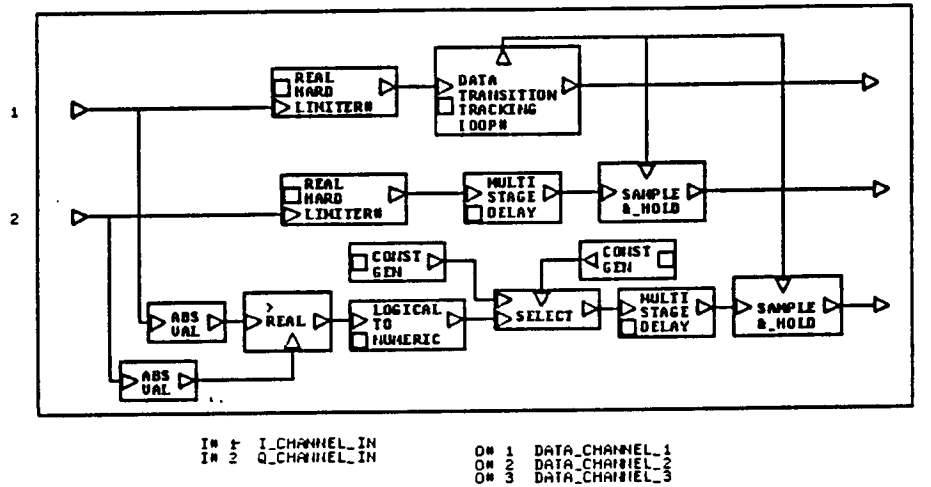 REAL
HARD
LIMITER#
DATA
TRANSITION
TRACKING
LOOP#
1
REAL
HARD
LIMITER#
MULTI
STAGE
DELAY
SAMPLE
&_HOLD
2
CONST
GEN
CONST
GEN
ABS
VAL
>
REAL
LOGICAL
TO
NUMERIC
SELECT
MULTI
STAGE
DELAY
SAMPLE
&_HOLD
ABS
VAL
I# 1 I_CHANNEL_IN
I# 2 Q_CHANNEL_IN
O# 1 DATA_CHANNEL_1
O# 2 DATA_CHANNEL_2
O# 3 DATA_CHANNEL_3